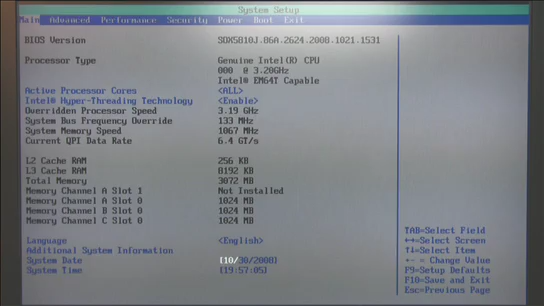 System Setup
Main Advanced Performance Security Power Boot Exit
BIOS Version SOX5810J.86A.2624.2008.1021.1531
Processor Type Genuine Intel(R) CPU
000 @ 3.20GHz
Intel® EM64T Capable
Active Processor Cores <ALL>
Intel® Hyper-Threading Technology <Enable>
Overridden Processor Speed 3.19 GHz
System Bus Frequency Override 133 MHz
System Memory Speed 1067 MHz
Current QPI Data Rate 6.4 GT/s
L2 Cache RAM 256 KB
L3 Cache RAM 8192 KB
Total Memory 3072 MB
Memory Channel A Slot 1 Not Installed
Memory Channel A Slot 0 1024 MB
Memory Channel B Slot 0 1024 MB
Memory Channel C Slot 0 1024 MB
Language <English>
Additional System Information
System Date [10/30/2008]
System Time [19:57:05]
TAB=Select Field
↔=Select Screen
↑↓=Select Item
+- = Change Value
F9=Setup Defaults
F10=Save and Exit
Esc=Previous Page